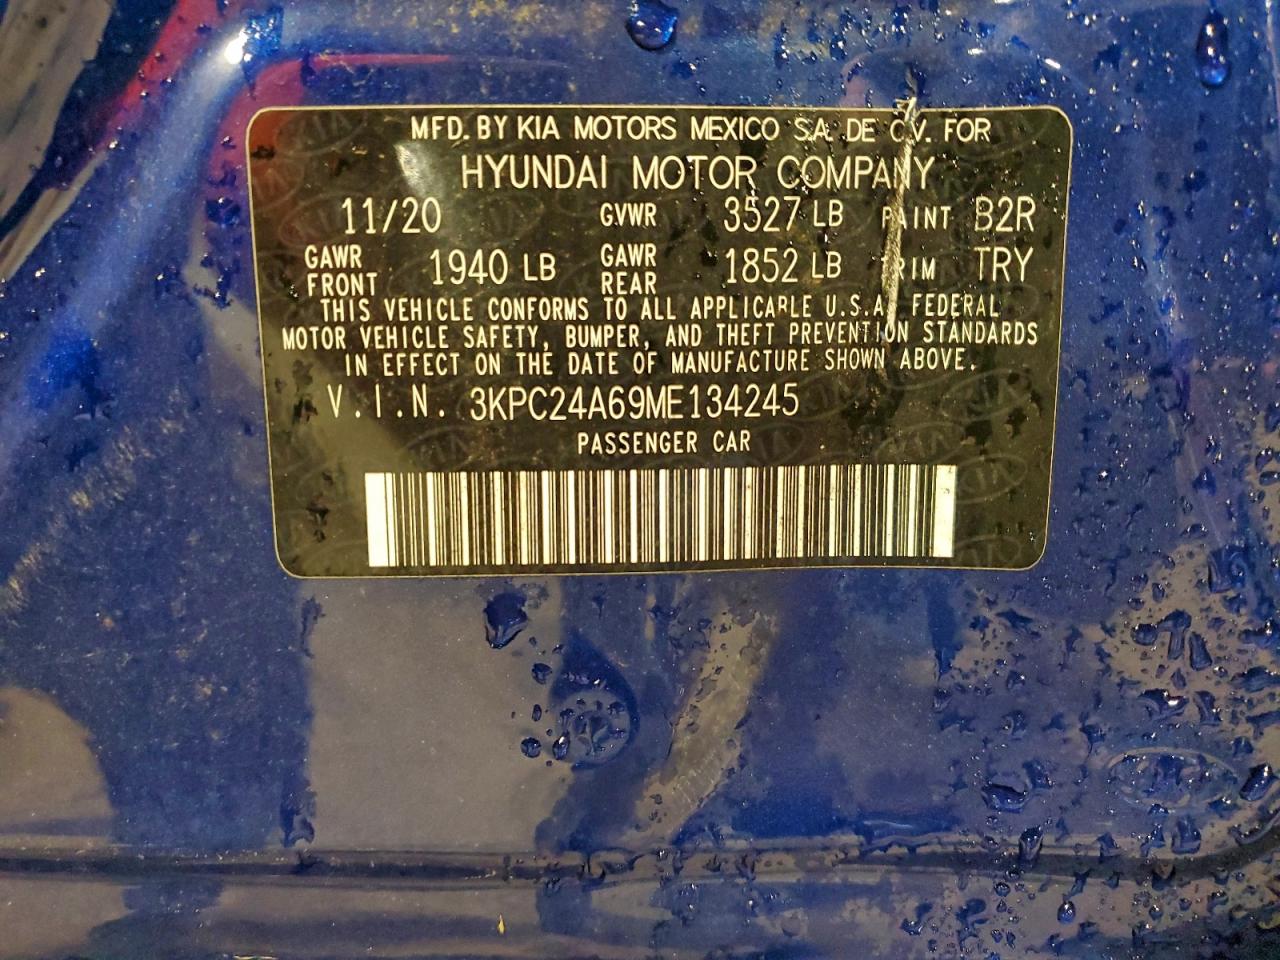 MFD. BY KIA MOTORS MEXICO S.A. DE C.V. FOR
HYUNDAI MOTOR COMPANY
11/20 GVWR 3527 LB PAINT B2R
GAWR FRONT 1940 LB GAWR REAR 1852 LB TRIM TRY
THIS VEHICLE CONFORMS TO ALL APPLICABLE U.S.A. FEDERAL
MOTOR VEHICLE SAFETY, BUMPER, AND THEFT PREVENTION STANDARDS
IN EFFECT ON THE DATE OF MANUFACTURE SHOWN ABOVE.
V.I.N. 3KPC24A69ME134245
PASSENGER CAR